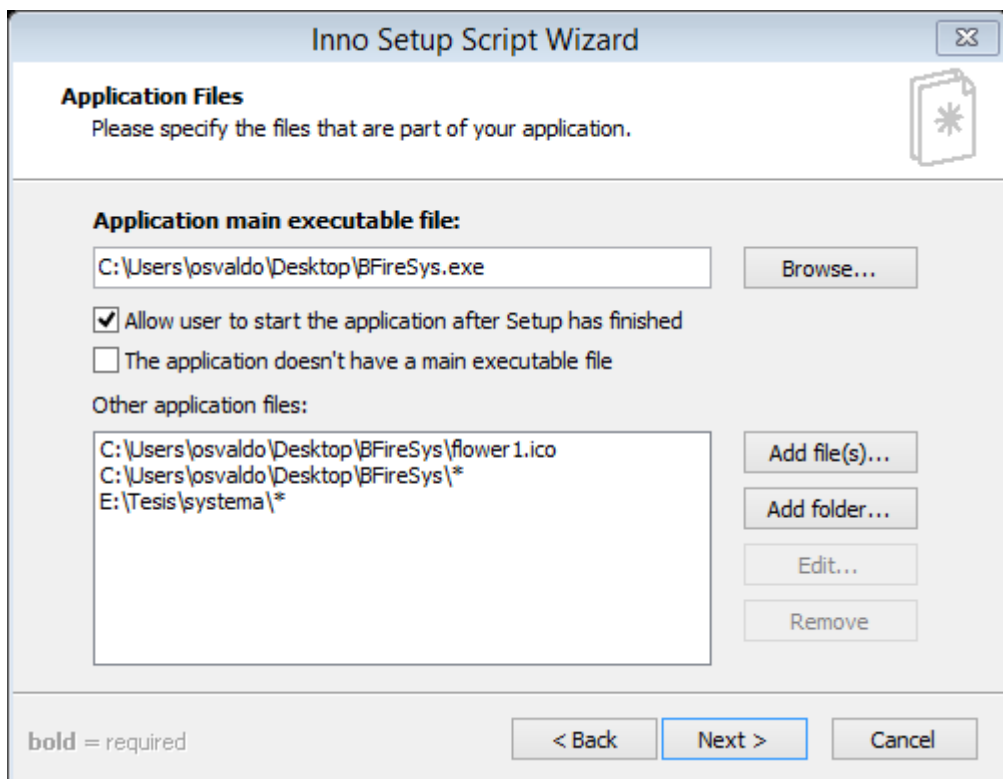 Inno Setup Script Wizard
Application Files
Please specify the files that are part of your application.
Application main executable file:
C:\Users\osvaldo\Desktop\BFireSys.exe
Browse...
Allow user to start the application after Setup has finished
The application doesn't have a main executable file
Other application files:
C:\Users\osvaldo\Desktop\BFireSys\flower1.ico
C:\Users\osvaldo\Desktop\BFireSys\*
E:\Tesis\systema\*
Add file(s)...
Add folder...
Edit...
Remove
bold = required
< Back
Next >
Cancel